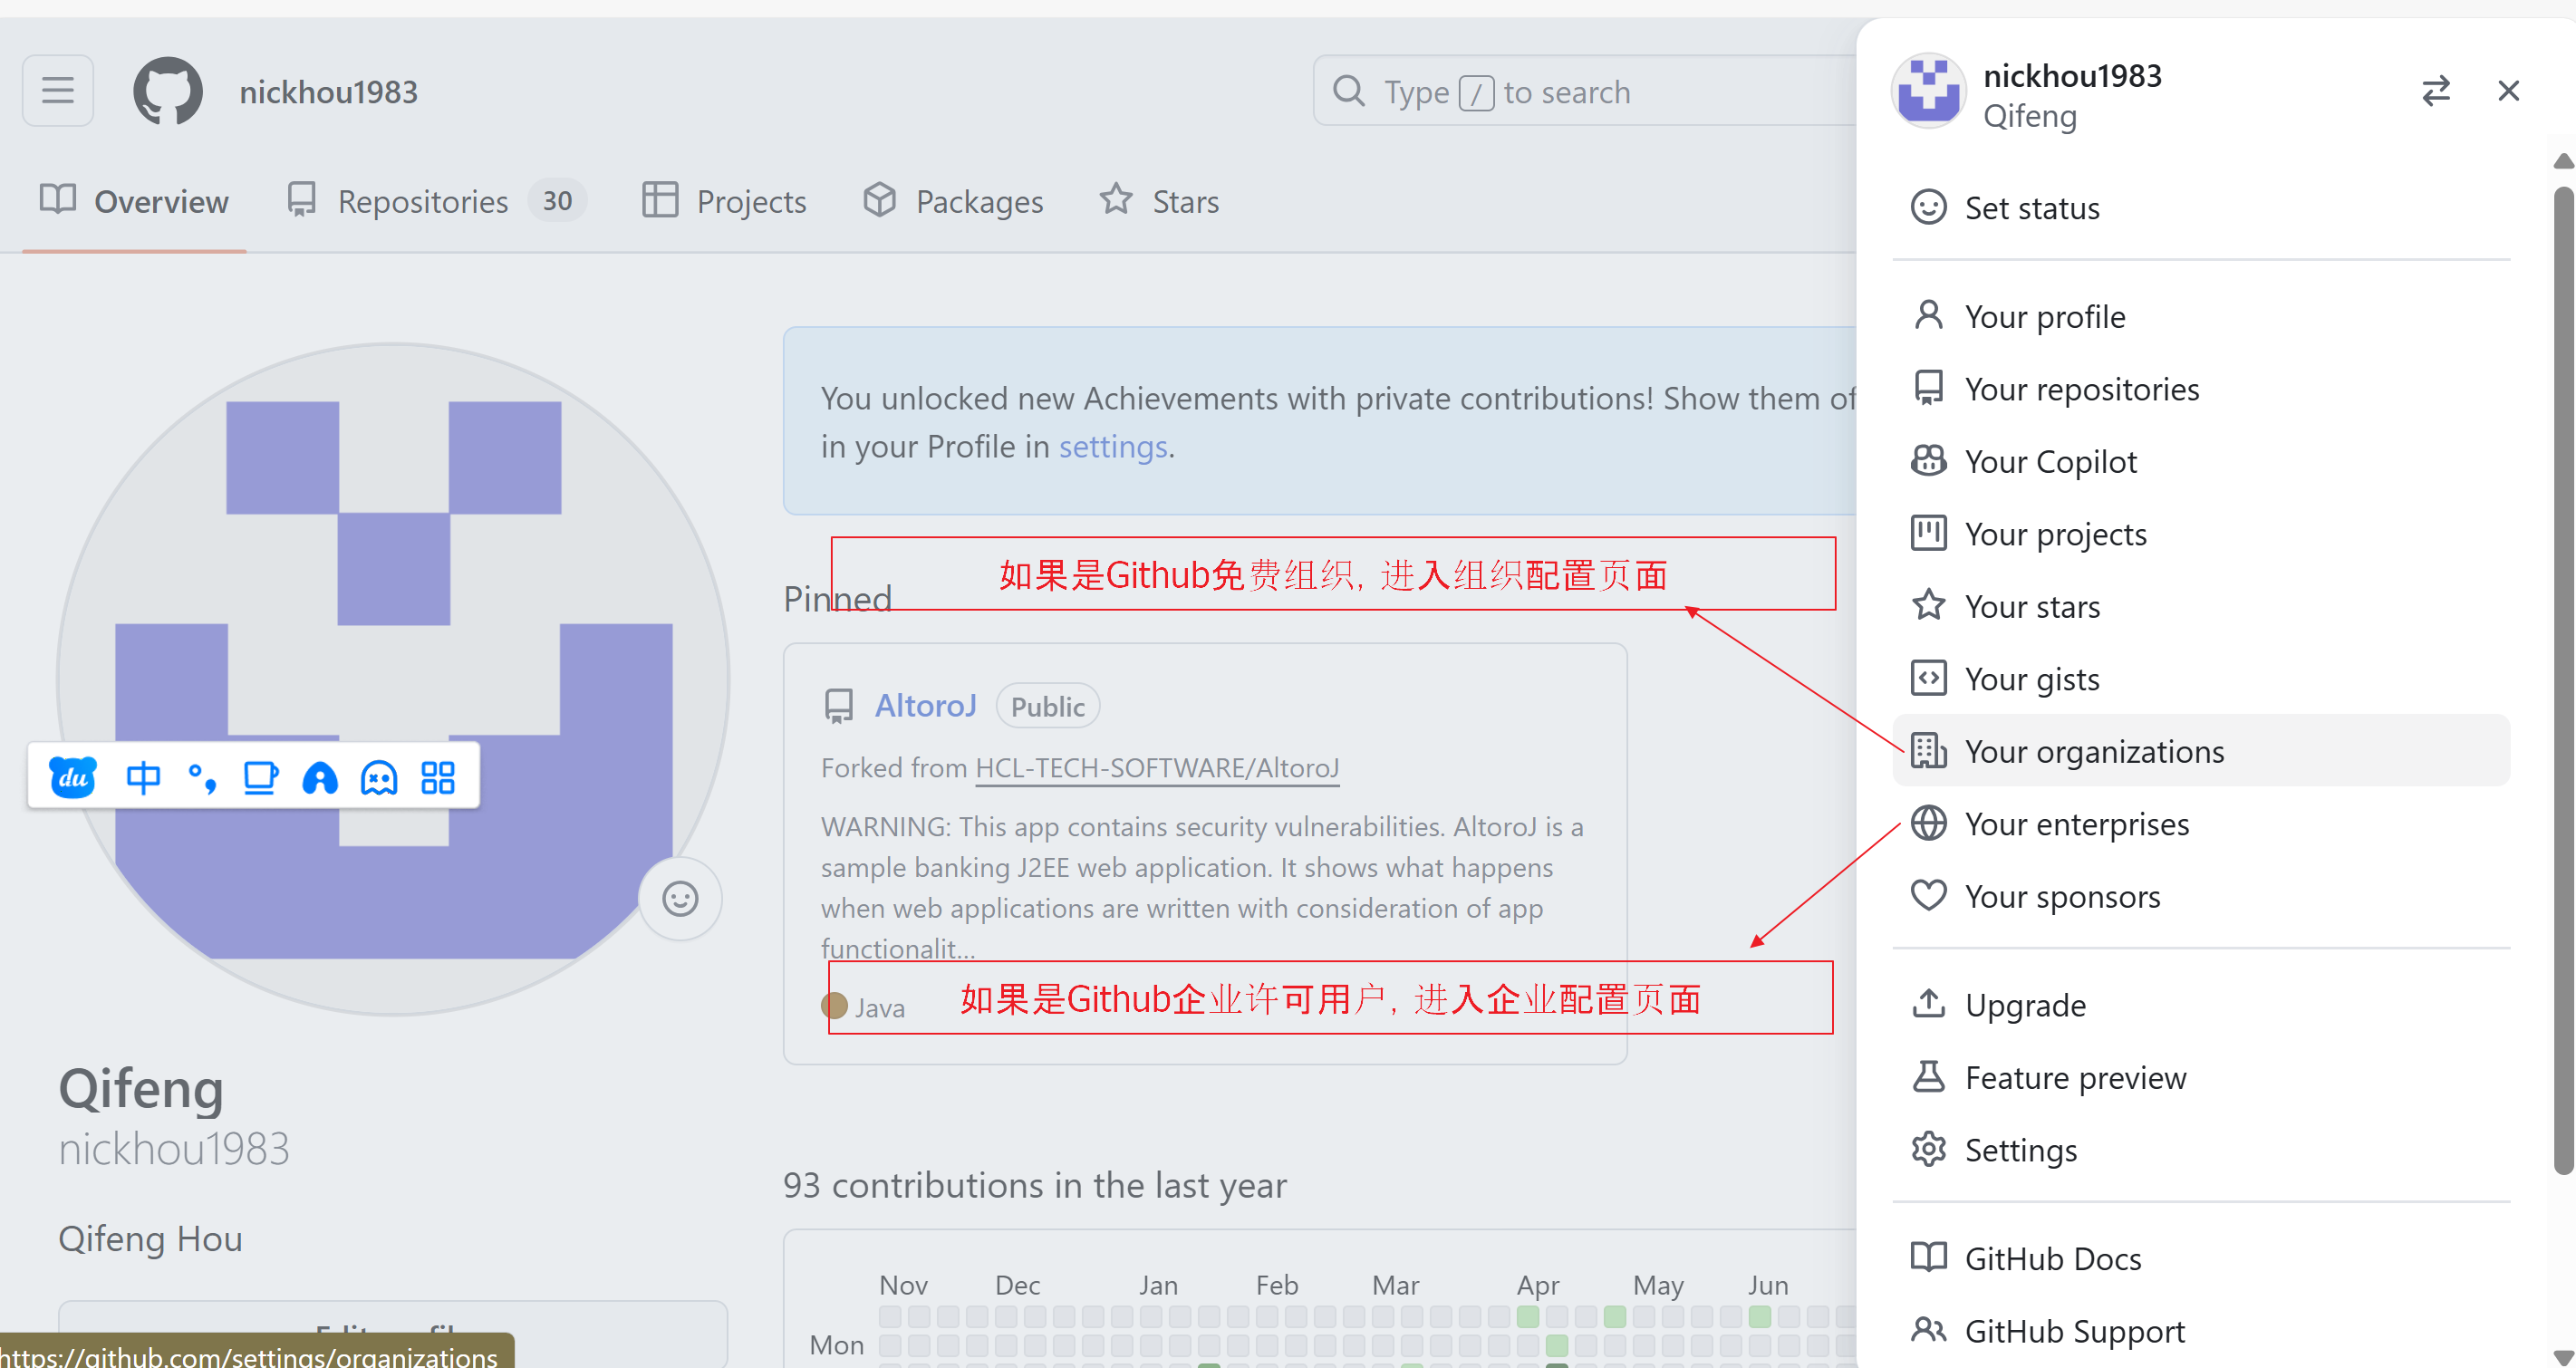 nickhou1983
Type / to search
Overview
Repositories 30
Projects
Packages
Stars
You unlocked new Achievements with private contributions! Show them of
in your Profile in settings.
如果是Github免费组织，进入组织配置页面
Pinned
AltoroJ Public
Forked from HCL-TECH-SOFTWARE/AltoroJ
WARNING: This app contains security vulnerabilities. AltoroJ is a
sample banking J2EE web application. It shows what happens
when web applications are written with consideration of app
functionalit...
Java
如果是Github企业许可用户，进入企业配置页面
du 中
Qifeng
nickhou1983
Qifeng Hou
93 contributions in the last year
Nov Dec Jan Feb Mar Apr May Jun
Mon
https://github.com/settings/organizations
nickhou1983
Qifeng
Set status
Your profile
Your repositories
Your Copilot
Your projects
Your stars
Your gists
Your organizations
Your enterprises
Your sponsors
Upgrade
Feature preview
Settings
GitHub Docs
GitHub Support